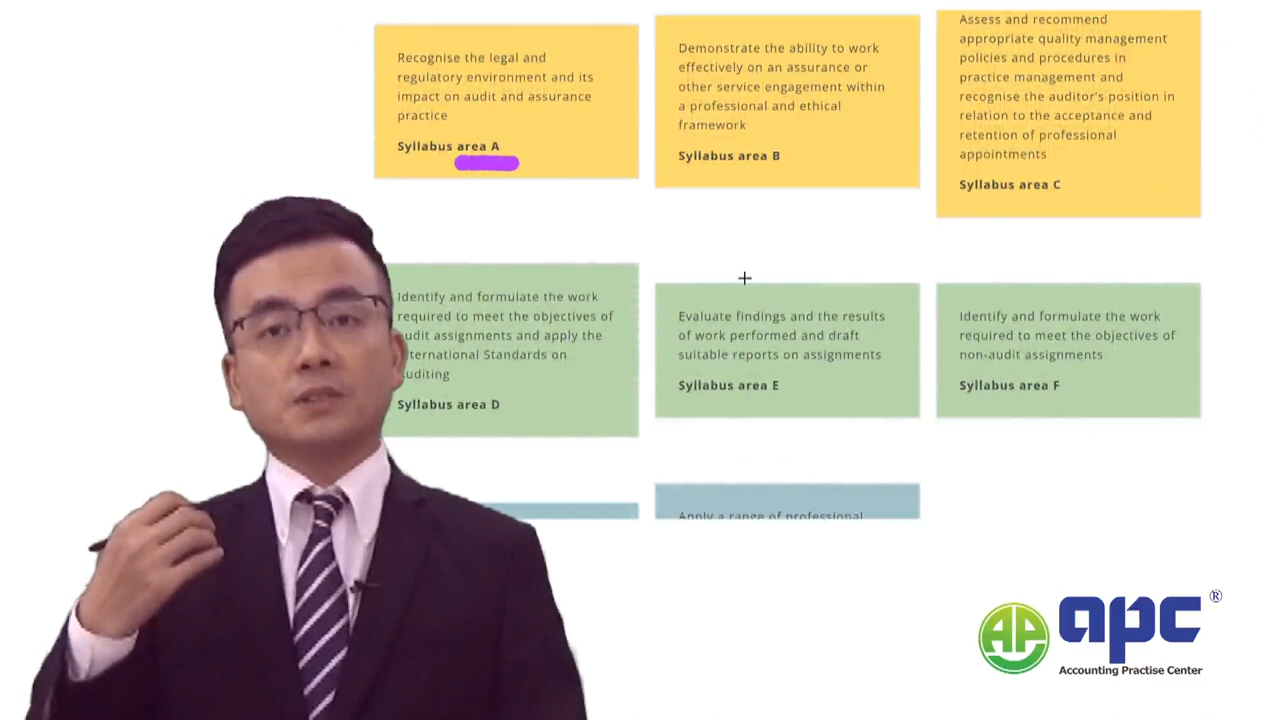 Recognise the legal and
regulatory environment and its
impact on audit and assurance
practice
Syllabus area A
Demonstrate the ability to work
effectively on an assurance or
other service engagement within
a professional and ethical
framework
Syllabus area B
Assess and recommend
appropriate quality management
policies and procedures in
practice management and
recognise the auditor's position in
relation to the acceptance and
retention of professional
appointments
Syllabus area C
Identify and formulate the work
required to meet the objectives of
audit assignments and apply the
International Standards on
Auditing
Syllabus area D
Evaluate findings and the results
of work performed and draft
suitable reports on assignments
Syllabus area E
Identify and formulate the work
required to meet the objectives of
non-audit assignments
Syllabus area F
Apply a range of professional
AP
apc ®
Accounting Practise Center